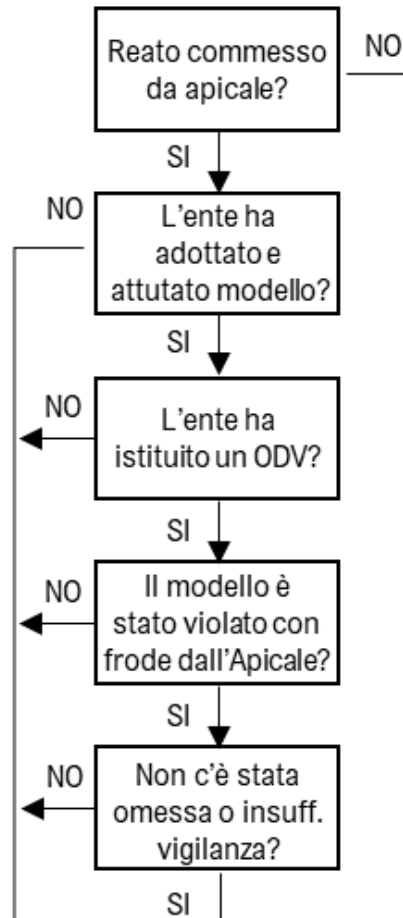 Reato commesso
da apicale?
NO
SI
NO
L'ente ha
adottato e
attutato modello?
SI
NO
L'ente ha
istituito un ODV?
SI
NO
Il modello è
stato violato con
frode dall'Apicale?
SI
NO
Non c'è stata
omessa o insuff.
vigilanza?
SI